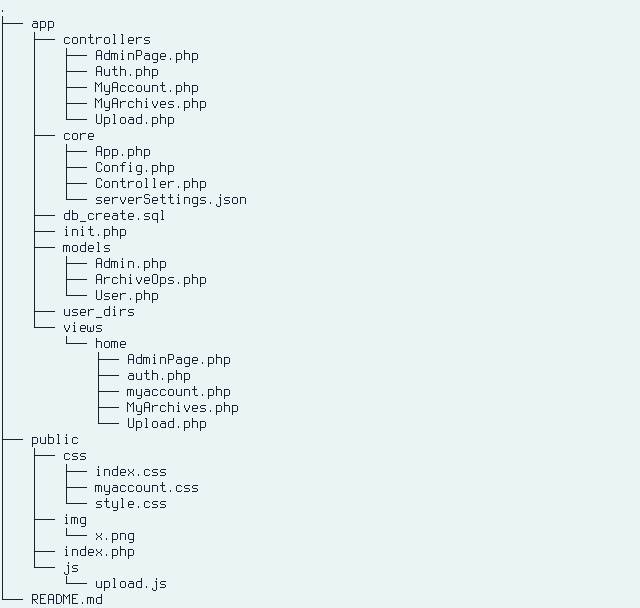 .
├── app
│   ├── controllers
│   │   ├── AdminPage.php
│   │   ├── Auth.php
│   │   ├── MyAccount.php
│   │   ├── MyArchives.php
│   │   └── Upload.php
│   ├── core
│   │   ├── App.php
│   │   ├── Config.php
│   │   ├── Controller.php
│   │   └── serverSettings.json
│   ├── db_create.sql
│   ├── init.php
│   ├── models
│   │   ├── Admin.php
│   │   ├── ArchiveOps.php
│   │   └── User.php
│   ├── user_dirs
│   └── views
│       └── home
│           ├── AdminPage.php
│           ├── auth.php
│           ├── myaccount.php
│           ├── MyArchives.php
│           └── Upload.php
├── public
│   ├── css
│   │   ├── index.css
│   │   ├── myaccount.css
│   │   └── style.css
│   ├── img
│   │   └── x.png
│   ├── index.php
│   └── js
│       └── upload.js
└── README.md